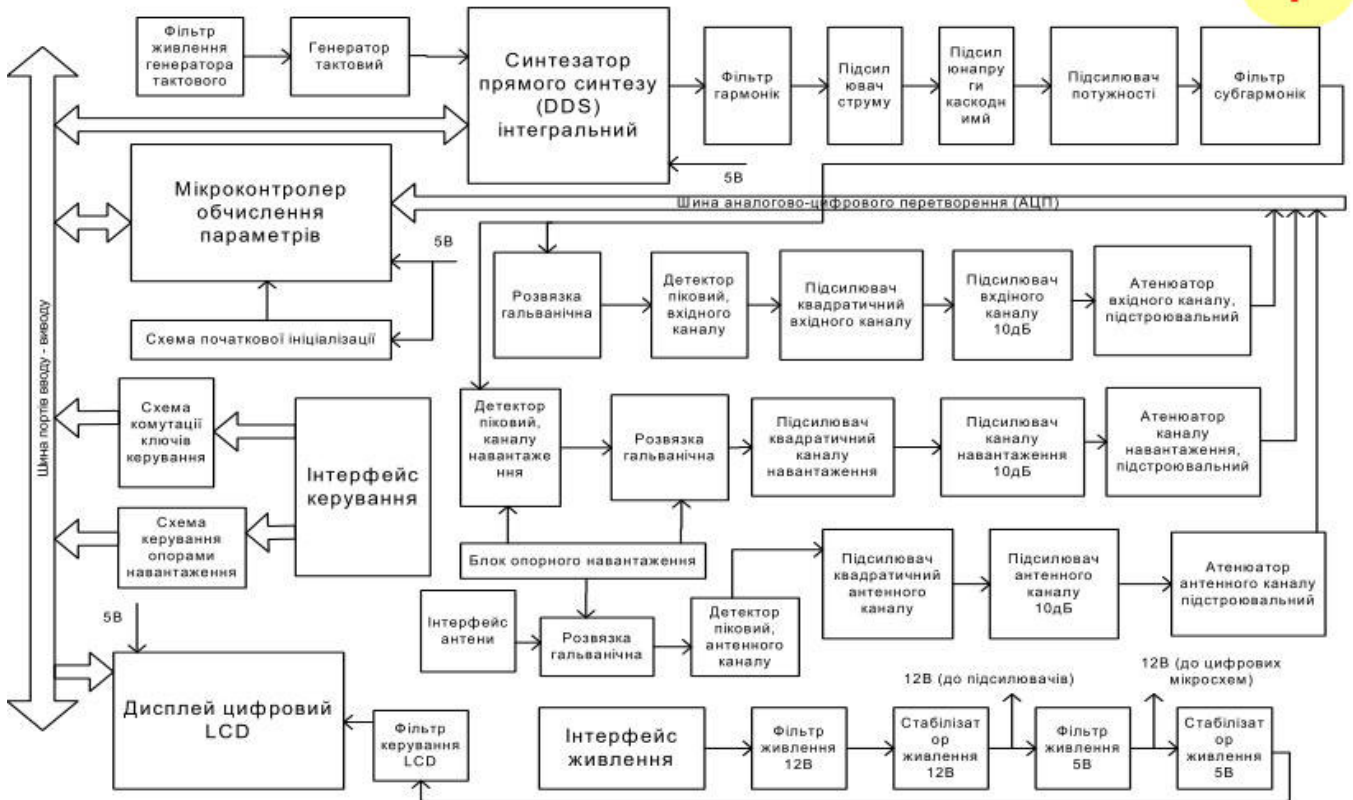 Фільтр
живлення
генератора
тактового
Генератор
тактовий
Синтезатор
прямого синтезу
(DDS)
інтегральний
Фільтр
гармонік
Підсил
ювач
струму
Підсил
юнапру
ги
каскодн
имй
Підсилювач
потужності
Фільтр
субгармонік
5В
Мікроконтролер
обчислення
параметрів
Шина аналогово-цифрового перетворення (АЦП)
5В
Схема початкової ініціалізації
Шина портів вводу - виводу
Розвязка
гальванічна
Детектор
піковий,
вхідного
каналу
Підсилювач
квадратичний
вхідного каналу
Підсилювач
вхдіного
каналу
10дБ
Атенюатор
вхідного каналу,
підстроювальний
Схема
комутації
ключів
керування
Інтерфейс
керування
Схема
керування
опорами
навантаження
Детектор
піковий,
каналу
навантаже
ння
Розвязка
гальванічна
Підсилювач
квадратичний
каналу
навантаження
Підсилювач
каналу
навантаження
10дБ
Атенюатор
каналу
навантаження,
підстроювальний
Блок опорного навантаження
Інтерфейс
антени
Розвязка
гальванічна
Детектор
піковий,
антенного
каналу
Підсилювач
квадратичний
антенного
каналу
Підсилювач
антенного
каналу
10дБ
Атенюатор
антенного каналу
підстроювальний
5В
Дисплей цифровий
LCD
Фільтр
керування
LCD
Інтерфейс
живлення
Фільтр
живлення
12В
Стабілізат
ор
живлення
12В
12В (до підсилювачів)
Фільтр
живлення
5В
12В (до цифрових
мікросхем)
Стабілізат
ор
живлення
5В